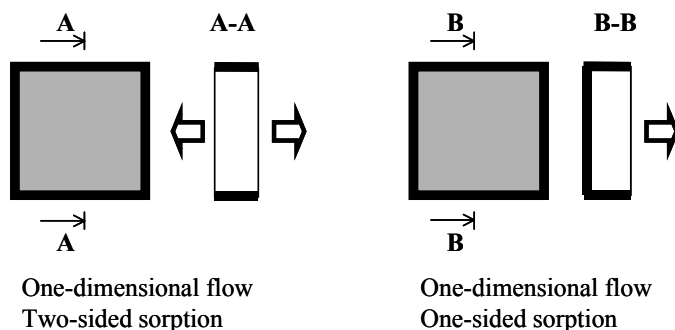 A
A-A
A
One-dimensional flow
Two-sided sorption
B
B-B
B
One-dimensional flow
One-sided sorption